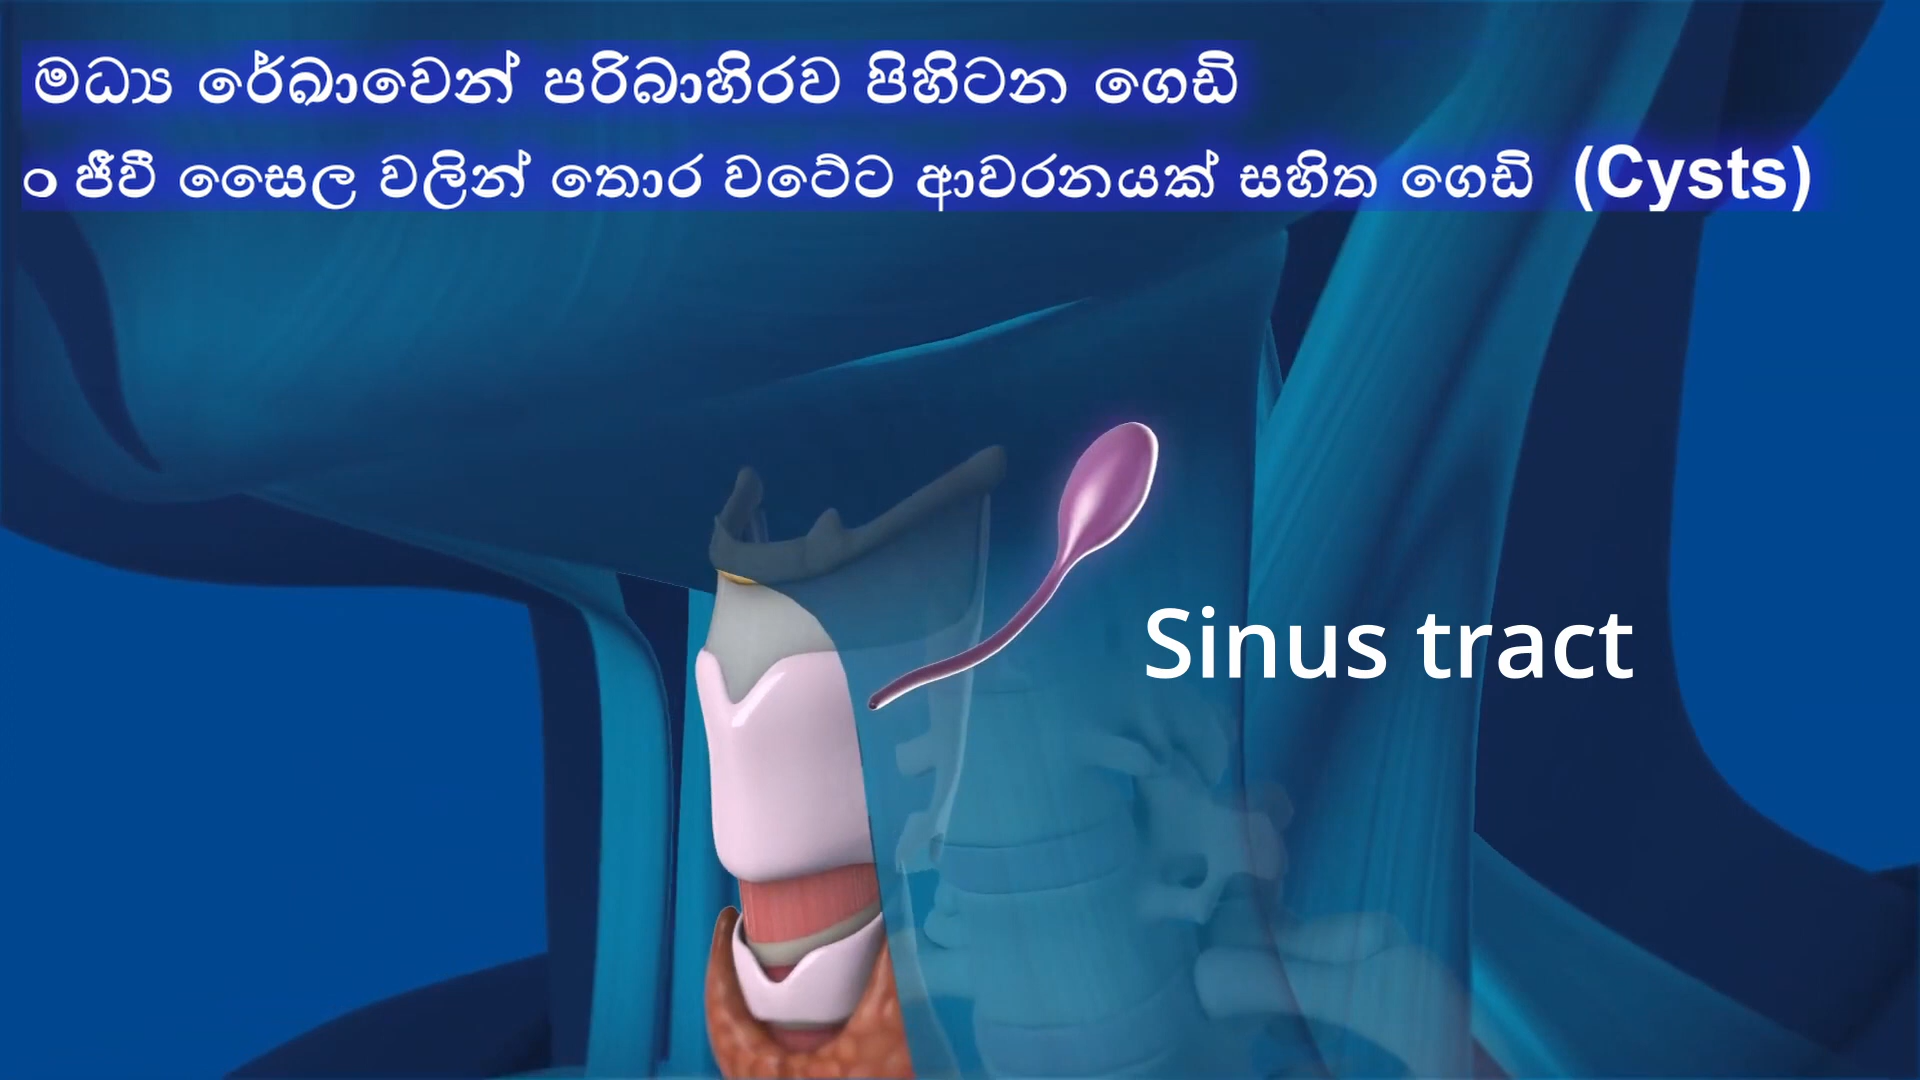 මධ්‍ය රේඛාවෙන් පරිබාහිරව පිහිටන ගෙඩි
o ජීවී සෛල වලින් තොර වටේට ආවරනයක් සහිත ගෙඩි (Cysts)
Sinus tract